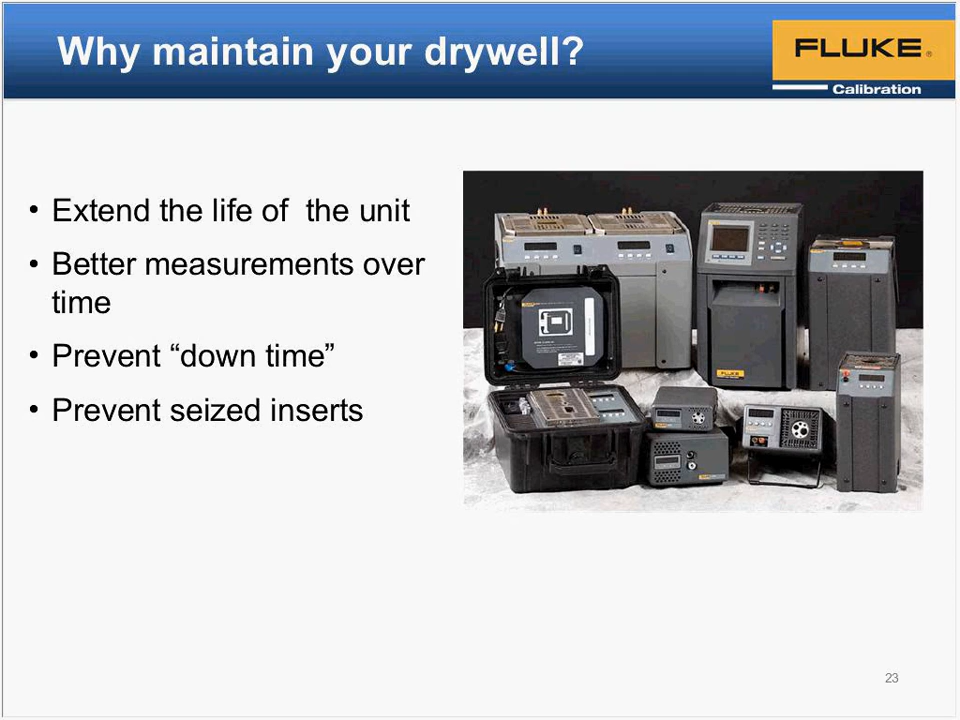 Why maintain your drywell?
FLUKE®
Calibration
• Extend the life of  the unit
• Better measurements over
time
• Prevent “down time”
• Prevent seized inserts
FLUKE
23